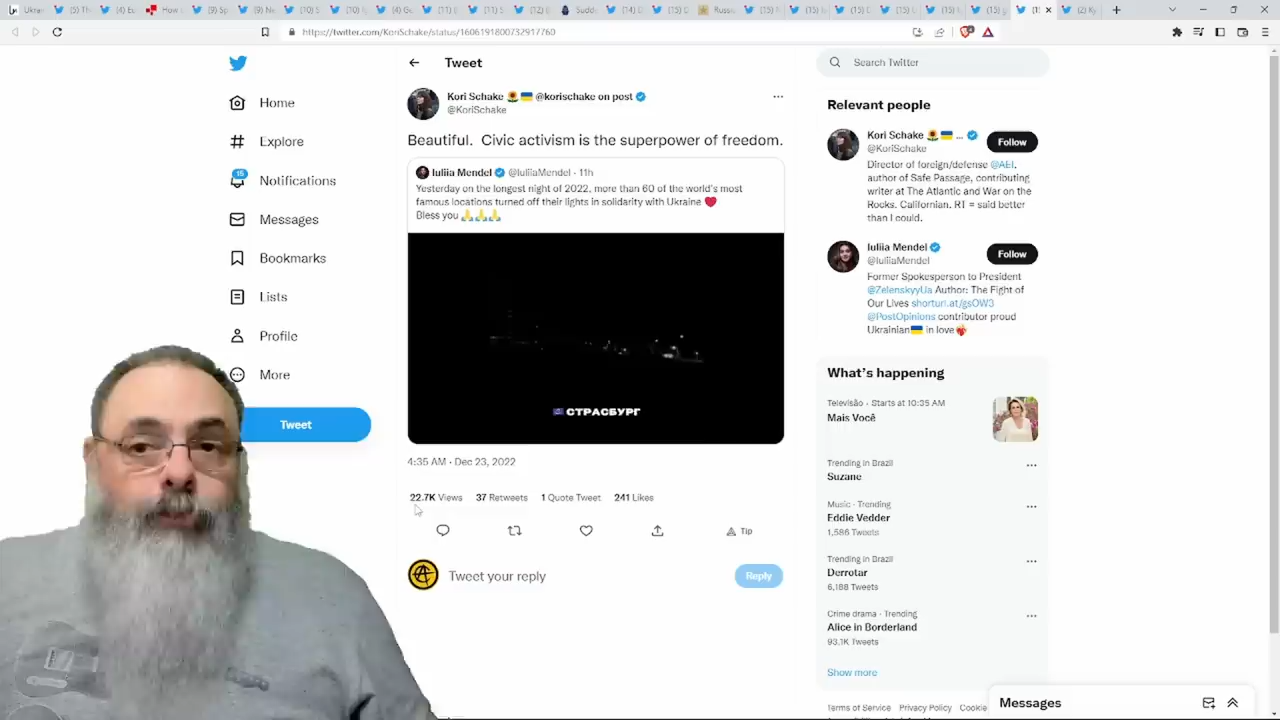 https://twitter.com/KoriSchake/status/1606191800732917760
Home
Explore
15
Notifications
Messages
Bookmarks
Lists
Profile
More
Tweet
Tweet
Kori Schake 🌻🇺🇦 @korischake on post
@KoriSchake
Beautiful. Civic activism is the superpower of freedom.
Iuliia Mendel @IuliiaMendel · 11h
Yesterday on the longest night of 2022, more than 60 of the world's most
famous locations turned off their lights in solidarity with Ukraine ❤️
Bless you 🙏🙏🙏
СТРАСБУРГ
4:35 AM · Dec 23, 2022
22.7K Views 37 Retweets 1 Quote Tweet 241 Likes
Tip
Tweet your reply
Reply
Search Twitter
Relevant people
Kori Schake 🌻🇺🇦 ...
@KoriSchake
Follow
Director of foreign/defense @AEI,
author of Safe Passage, contributing
writer at The Atlantic and War on the
Rocks. Californian. RT = said better
than I could.
Iuliia Mendel
@IuliiaMendel
Follow
Former Spokesperson to President
@ZelenskyyUa Author: The Fight of
Our Lives shorturl.at/gsOW3
@PostOpinions contributor proud
Ukrainian🇺🇦 in love
What's happening
Televisão · Starts at 10:35 AM
Mais Você
Trending in Brazil
Suzane
Music · Trending
Eddie Vedder
1,586 Tweets
Trending in Brazil
Derrotar
6,188 Tweets
Crime drama · Trending
Alice in Borderland
93.1K Tweets
Show more
Terms of Service Privacy Policy Cookie
Messages